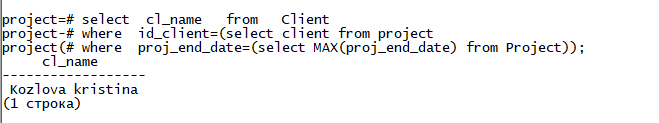 project=# select  cl_name   from   Client
project-# where  id_client=(select client from project
project(# where  proj_end_date=(select MAX(proj_end_date) from Project));
     cl_name
------------------
 Kozlova kristina
(1 строка)